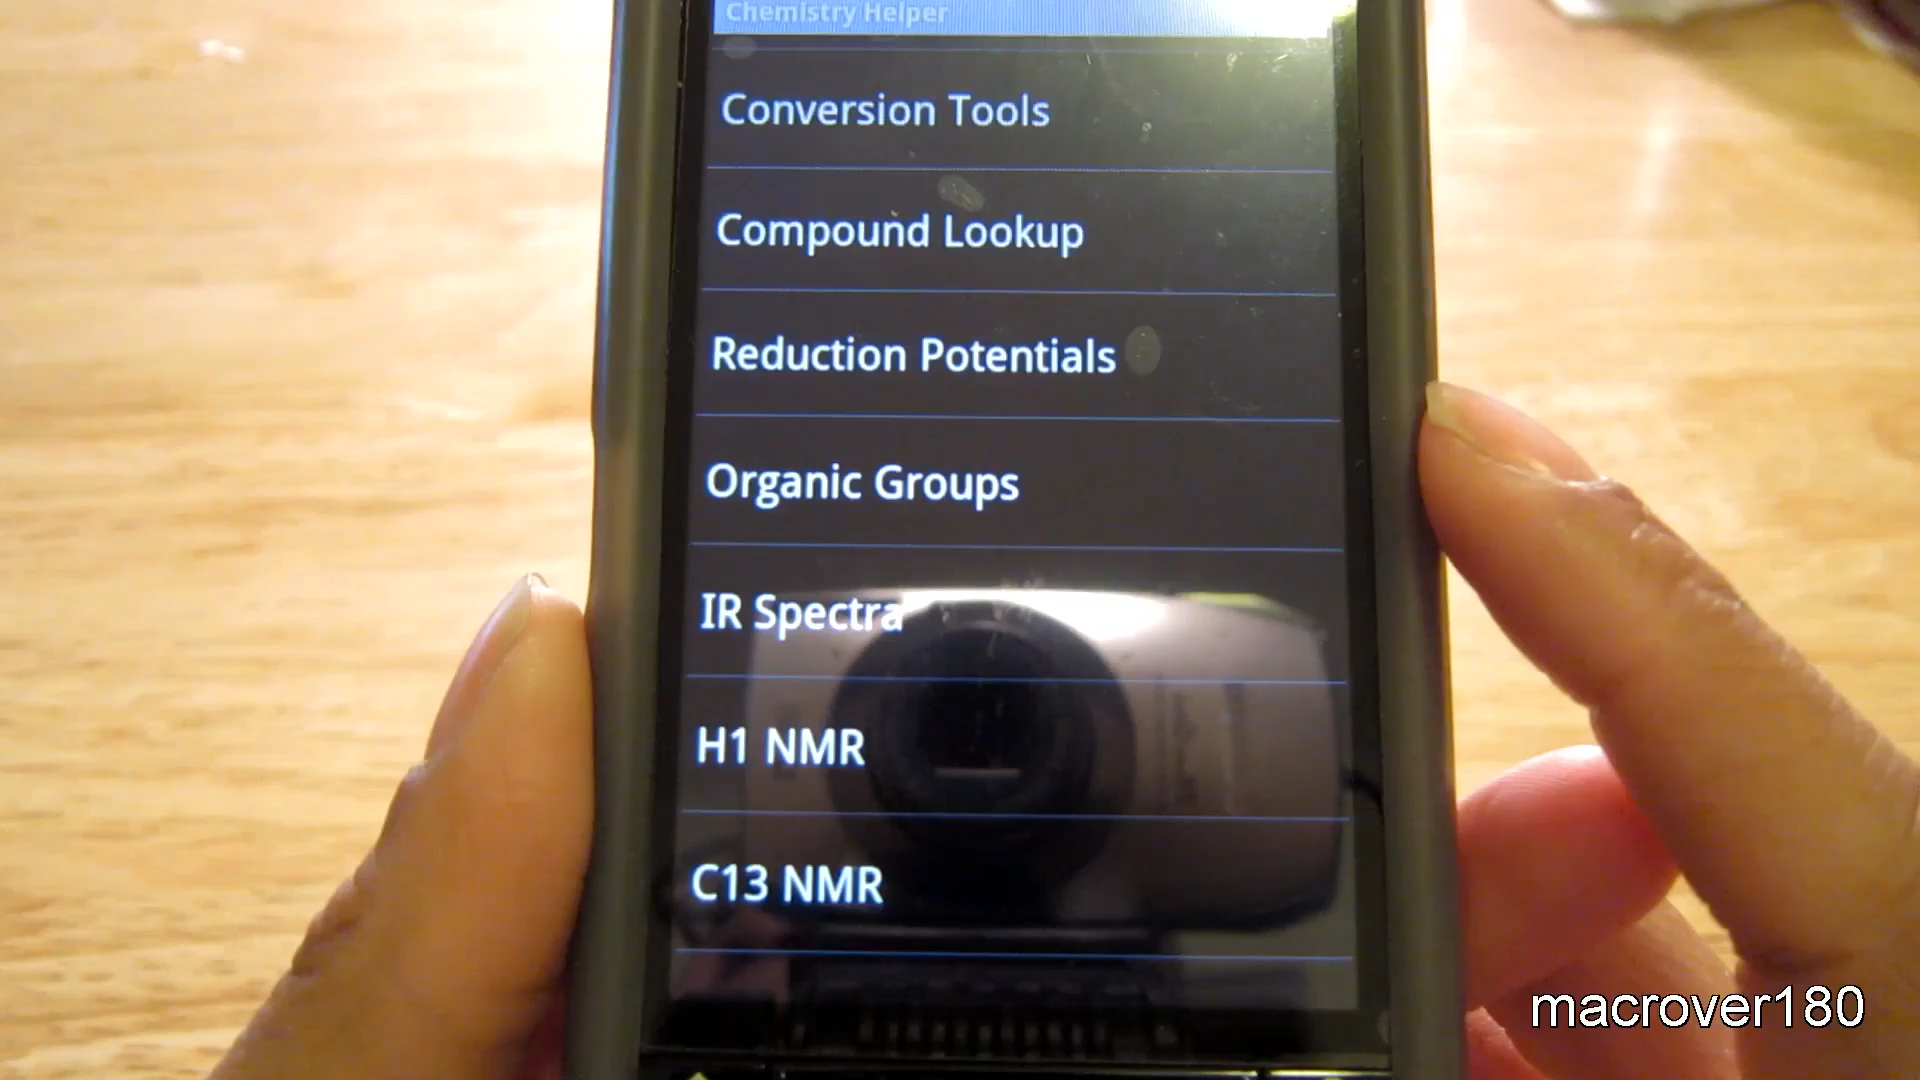 Chemistry Helper
Conversion Tools
Compound Lookup
Reduction Potentials
Organic Groups
IR Spectra
H1 NMR
C13 NMR
macrover180